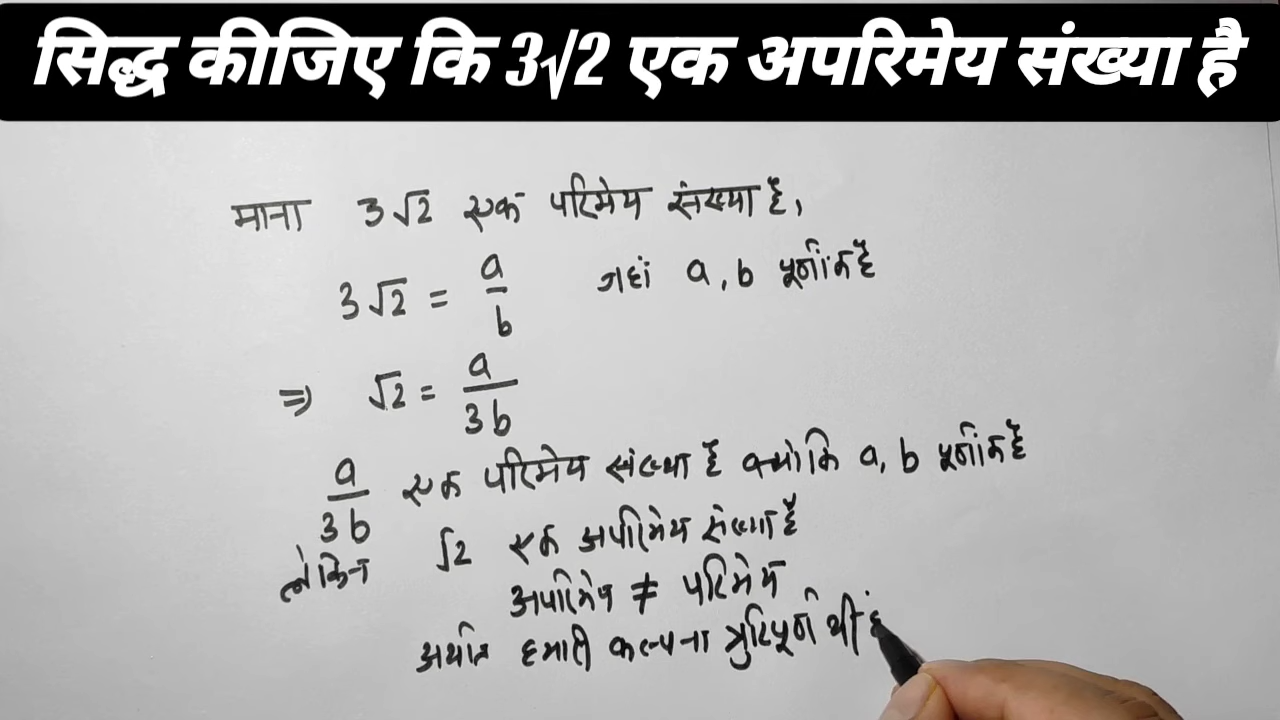 सिद्ध कीजिए कि 3√2 एक अपरिमेय संख्या है
माना 3√2 एक परिमेय संख्या है,
3√2 = a/b जहां a, b पूर्णांक है
⇒ √2 = a/3b
a/3b एक परिमेय संख्या है क्योकि a, b पूर्णांक है
लेकिन √2 एक अपरिमेय संख्या है
अपरिमेय ≠ परिमेय
अर्थात हमारी कल्पना त्रुटिपूर्ण थी